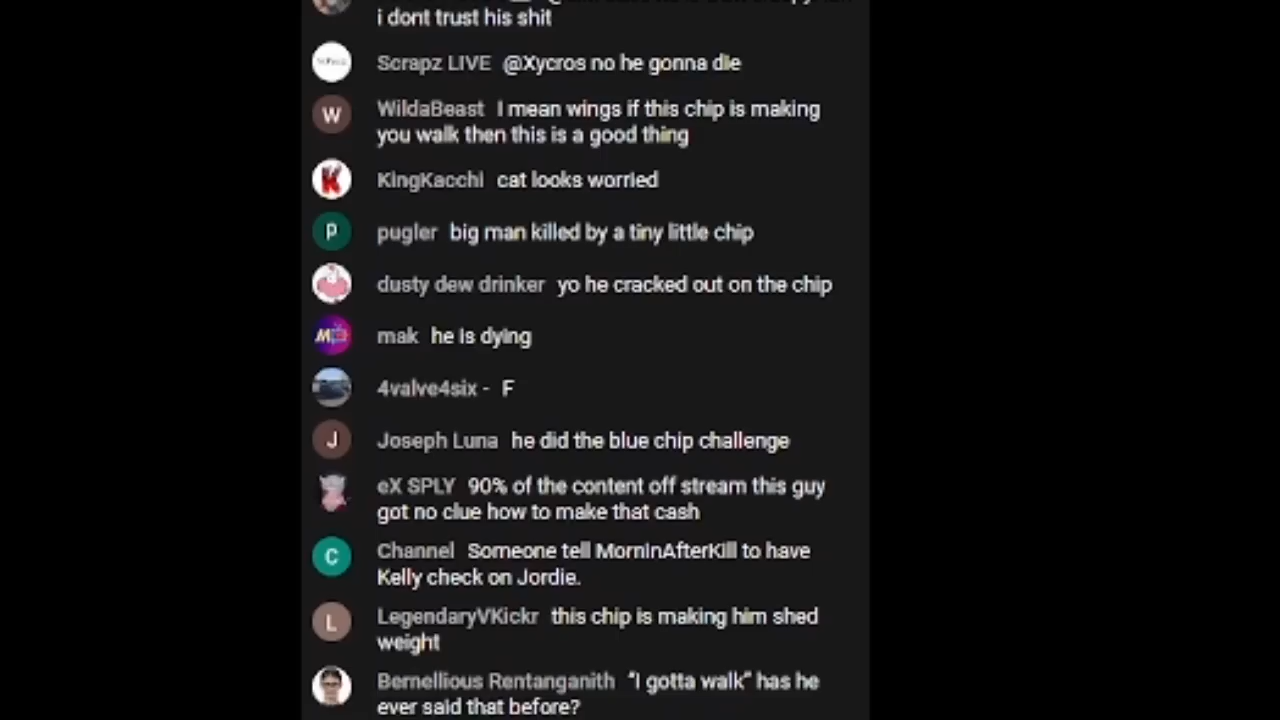 i dont trust his shit
Scrapz LIVE @Xycros no he gonna die
WildaBeast I mean wings if this chip is making
you walk then this is a good thing
KingKacchi cat looks worried
pugler big man killed by a tiny little chip
dusty dew drinker yo he cracked out on the chip
mak he is dying
4valve4six - F
Joseph Luna he did the blue chip challenge
eX SPLY 90% of the content off stream this guy
got no clue how to make that cash
Channel Someone tell MorninAfterKill to have
Kelly check on Jordie.
LegendaryVKickr this chip is making him shed
weight
Bernellious Rentanganith “I gotta walk” has he
ever said that before?
W
K
P
M
J
C
L